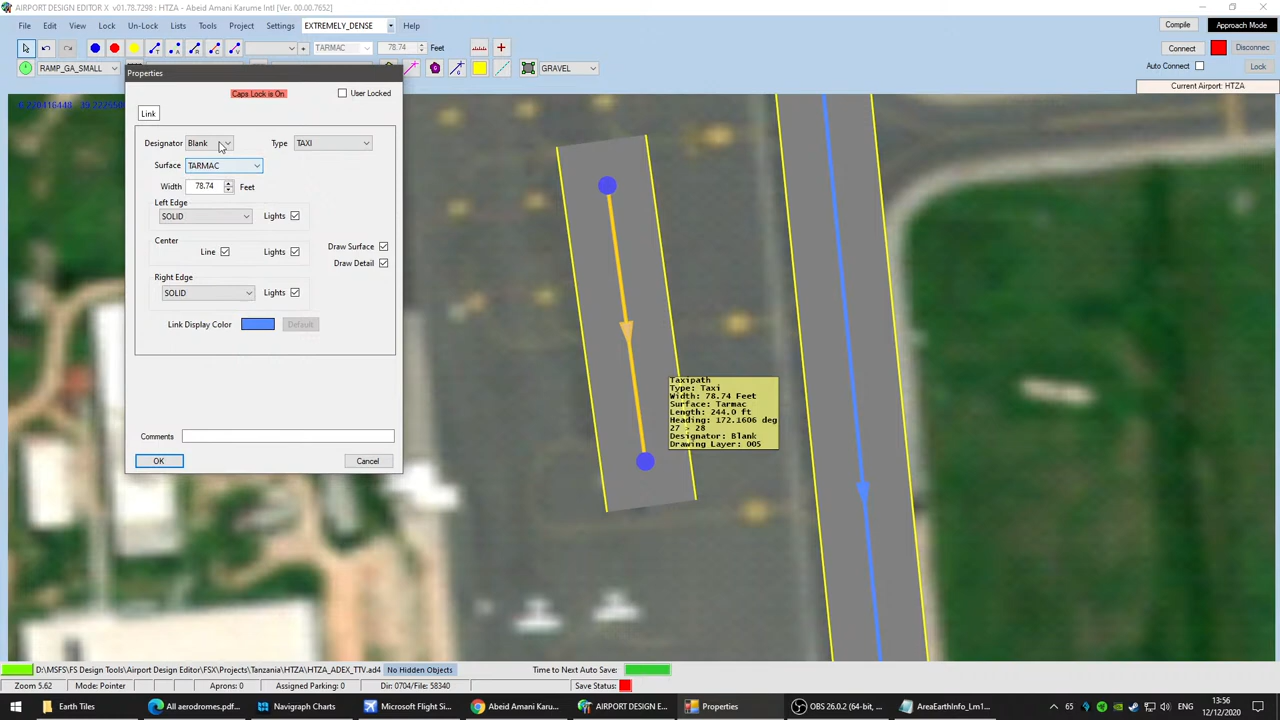 AIRPORT DESIGN EDITOR X v01.78.7298 : HTZA - Abeid Amani Karume Intl [Ver. 00.00.7652]
File Edit View Lock Un-Lock Lists Tools Project Settings EXTREMELY_DENSE Help
Compile Approach Mode
TARMAC 78.74 Feet
Connect Disconnect
RAMP_GA_SMALL GRAVEL
Auto Connect Lock
Current Airport: HTZA
Properties
Caps Lock is On User Locked
Link
Designator Blank Type TAXI
Surface TARMAC
Width 78.74 Feet
Left Edge
SOLID Lights
Center
Line Lights
Draw Surface
Draw Detail
Right Edge
SOLID Lights
Link Display Color Default
Comments
OK Cancel
Taxipath
Type: Taxi
Width: 78.74 Feet
Surface: Tarmac
Length: 244.0 ft
Heading: 172.1606 deg
27 > 28
Designator: Blank
Drawing Layer: 005
D:\MSFS\FS Design Tools\Airport Design Editor\FSX\Projects\Tanzania\HTZA\HTZA_ADEX_TTV.ad4 No Hidden Objects Time to Next Auto Save:
Zoom 5.62 Mode: Pointer Aprons: 0 Assigned Parking: 0 Dir: 0704/File: 58340 Save Status:
Earth Tiles All aerodromes.pdf... Navigraph Charts Microsoft Flight Si... Abeid Amani Karum... AIRPORT DESIGN E... Properties OBS 26.0.2 (64-bit, ... AreaEarthInfo_Lm1... 65 13:56
12/12/2020